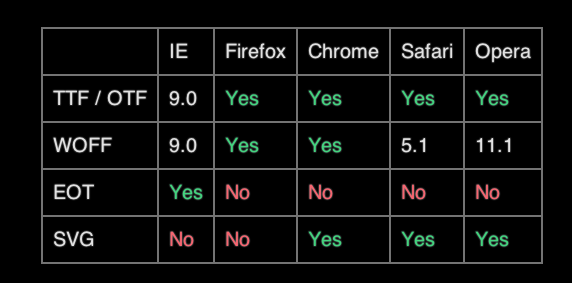 IE Firefox Chrome Safari Opera
TTF / OTF 9.0 Yes Yes Yes Yes
WOFF 9.0 Yes Yes 5.1 11.1
EOT Yes No No No No
SVG No No Yes Yes Yes